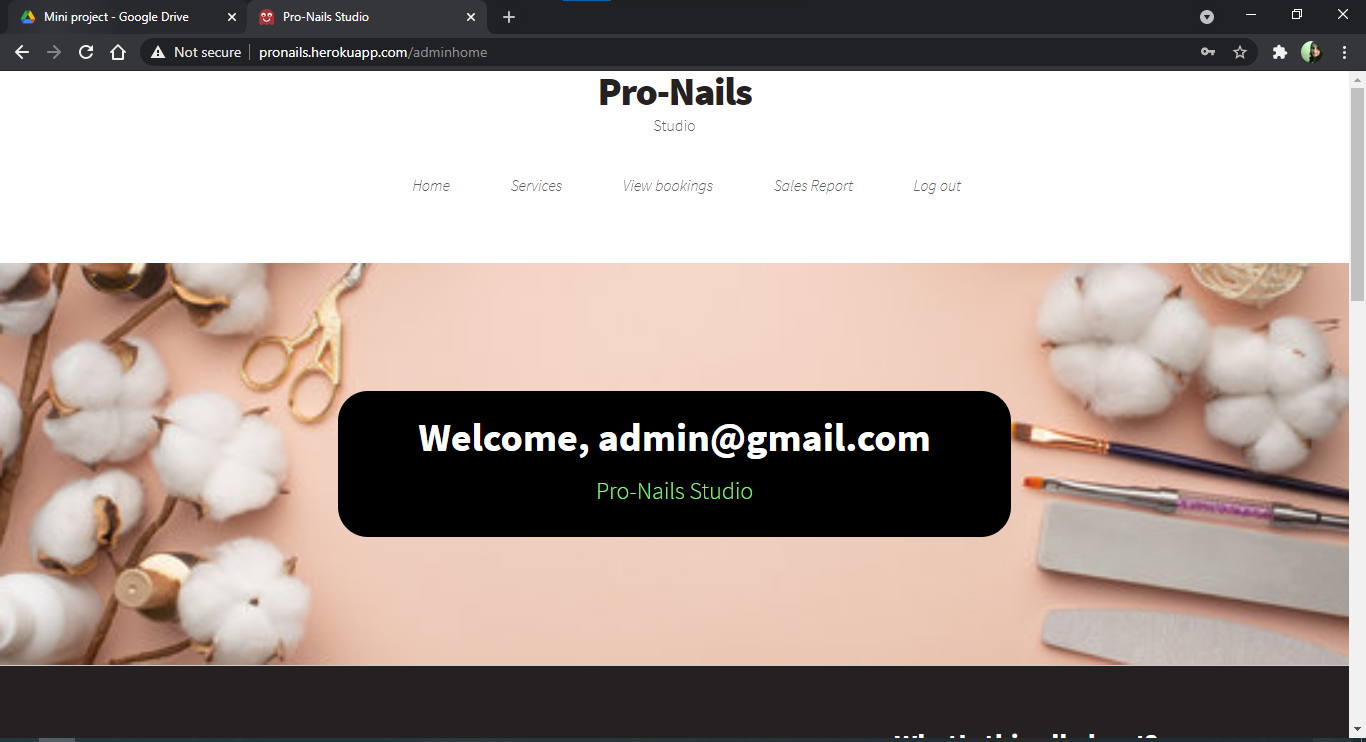 Mini project - Google Drive
Pro-Nails Studio
Not secure
pronails.herokuapp.com/adminhome
Pro-Nails
Studio
Home Services View bookings Sales Report Log out
Welcome, admin@gmail.com
Pro-Nails Studio